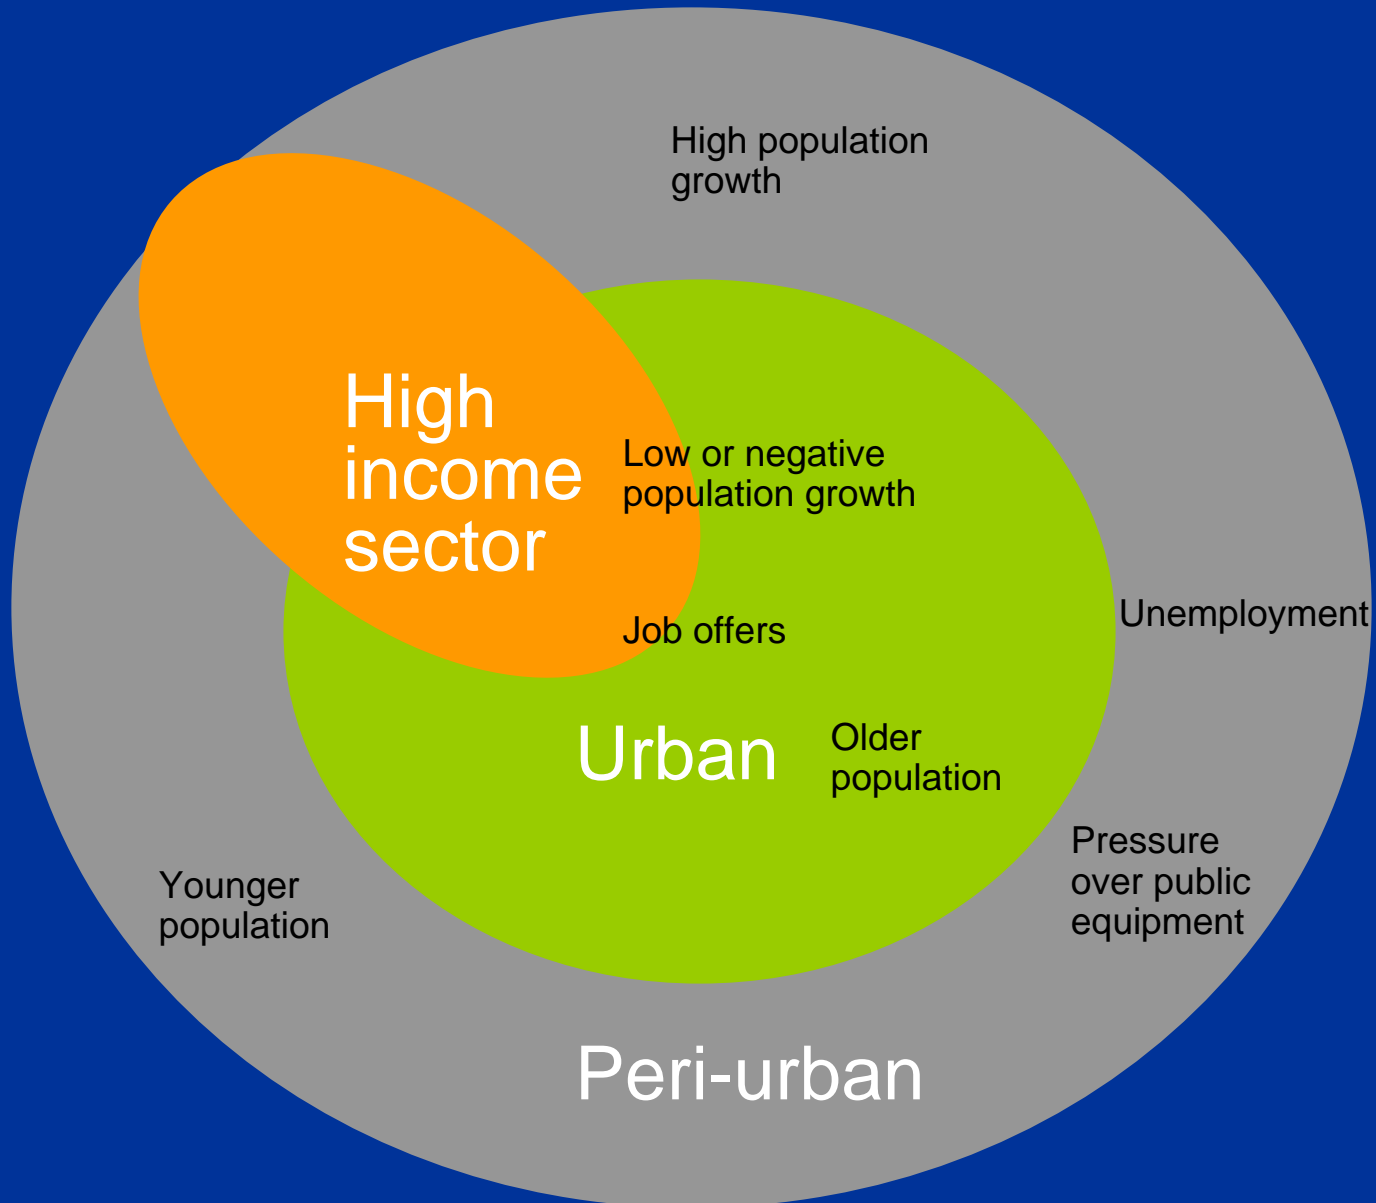 High population
growth
High
income
sector
Low or negative
population growth
Job offers
Unemployment
Urban
Older
population
Pressure
over public
equipment
Younger
population
Peri-urban